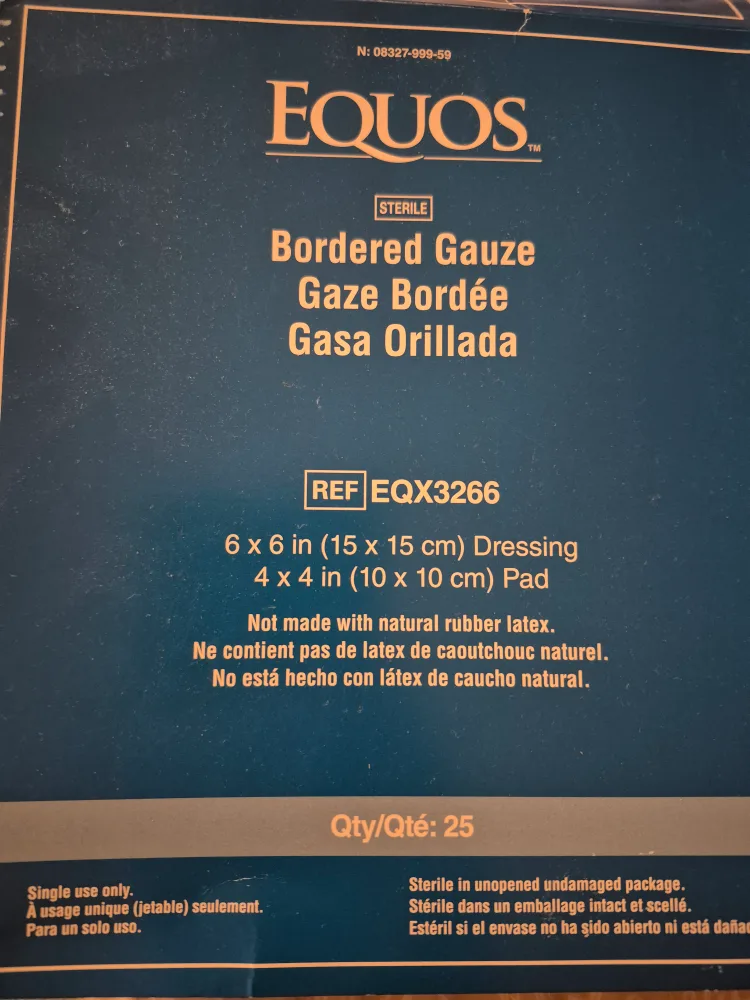 N: 08327-999-59
EQUOS™
STERILE
Bordered Gauze
Gaze Bordée
Gasa Orillada
REF EQX3266
6 x 6 in (15 x 15 cm) Dressing
4 x 4 in (10 x 10 cm) Pad
Not made with natural rubber latex.
Ne contient pas de latex de caoutchouc naturel.
No está hecho con látex de caucho natural.
Qty/Qté: 25
Single use only.
À usage unique (jetable) seulement.
Para un solo uso.
Sterile in unopened undamaged package.
Stérile dans un emballage intact et scellé.
Estéril si el envase no ha sido abierto ni está